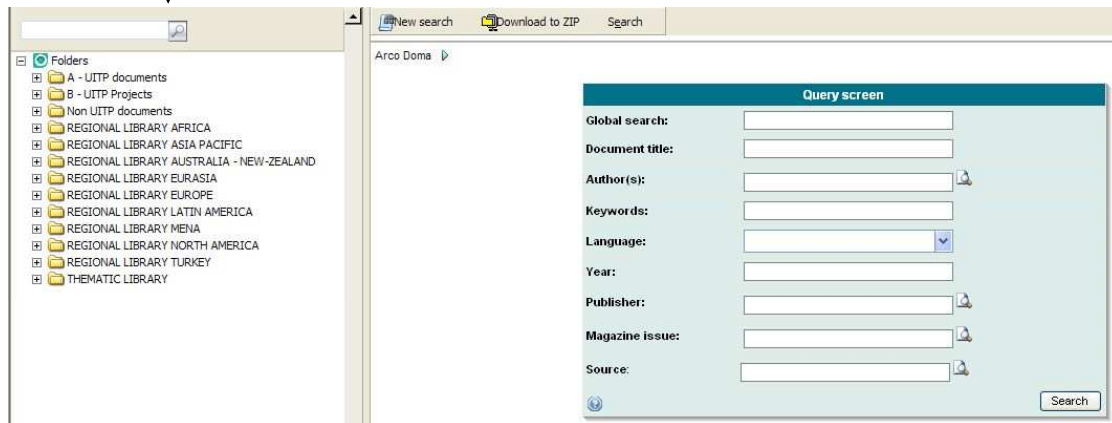 New search Download to ZIP Search
Arco Doma
Folders
A - UITP documents
B - UITP Projects
Non UITP documents
REGIONAL LIBRARY AFRICA
REGIONAL LIBRARY ASIA PACIFIC
REGIONAL LIBRARY AUSTRALIA - NEW-ZEALAND
REGIONAL LIBRARY EURASIA
REGIONAL LIBRARY EUROPE
REGIONAL LIBRARY LATIN AMERICA
REGIONAL LIBRARY MENA
REGIONAL LIBRARY NORTH AMERICA
REGIONAL LIBRARY TURKEY
THEMATIC LIBRARY
Query screen
Global search:
Document title:
Author(s):
Keywords:
Language:
Year:
Publisher:
Magazine issue:
Source:
Search